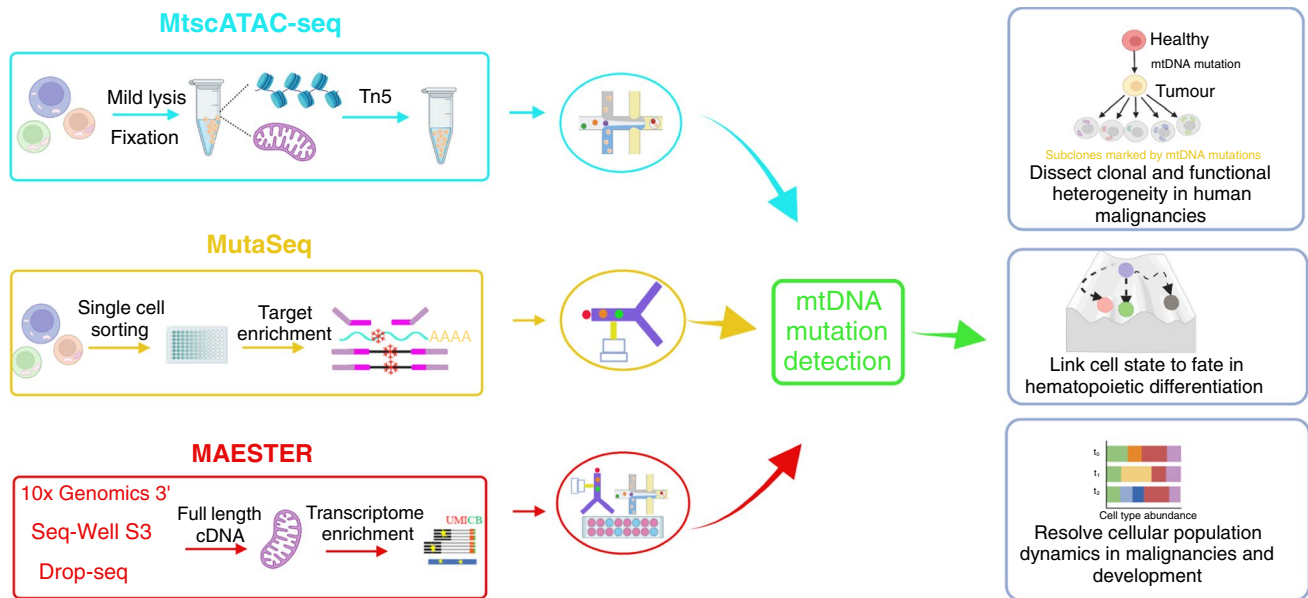 MtscATAC-seq
Mild lysis
Fixation
Tn5
MutaSeq
Single cell
sorting
Target
enrichment
AAAA
MAESTER
10x Genomics 3'
Seq-Well S3
Drop-seq
Full length
cDNA
Transcriptome
enrichment
UMICB
mtDNA
mutation
detection
Healthy
mtDNA mutation
Tumour
Subclones marked by mtDNA mutations
Dissect clonal and functional
heterogeneity in human
malignancies
Link cell state to fate in
hematopoietic differentiation
t₀
t₁
t₂
Cell type abundance
Resolve cellular population
dynamics in malignancies and
development